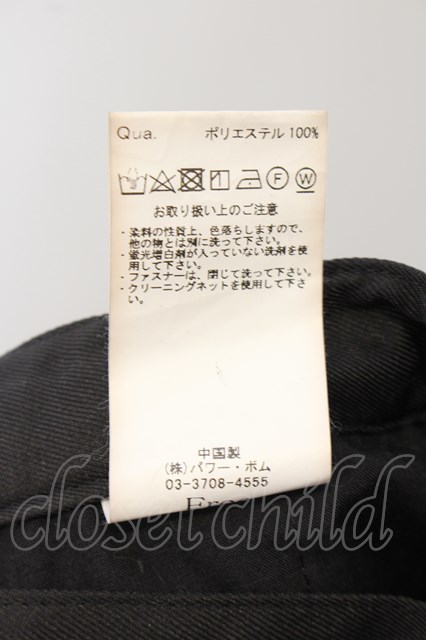 Qua. ポリエステル 100%
お取り扱い上のご注意
・染料の性質上、色落ちしますので、
他の物とは別に洗って下さい。
・蛍光増白剤が入っていない洗剤を使
用して下さい。
・ファスナーは、閉じて洗って下さい。
・クリーニングネットを使用して下さ
い。
中国製
(株)パワー・ボム
03-3708-4555
closet child